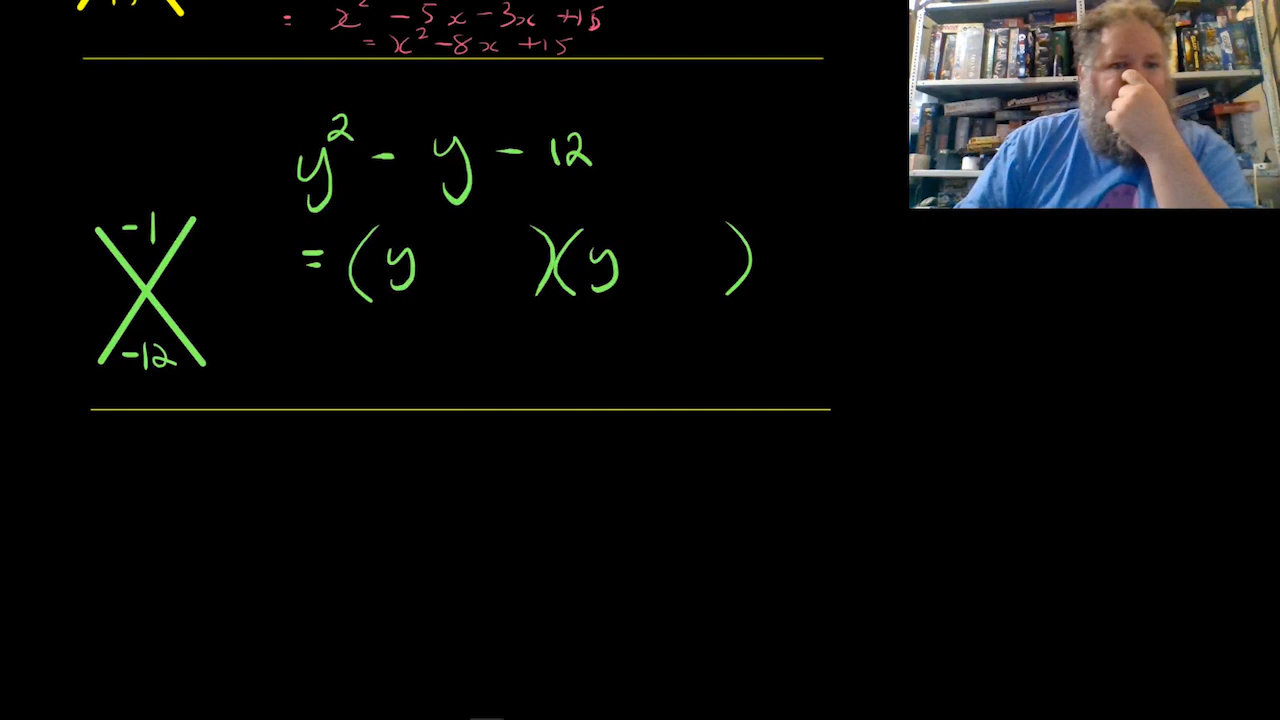 = x² - 5x - 3x + 15
= x² - 8x + 15
y² - y - 12
-1
= (y )(y )
-12